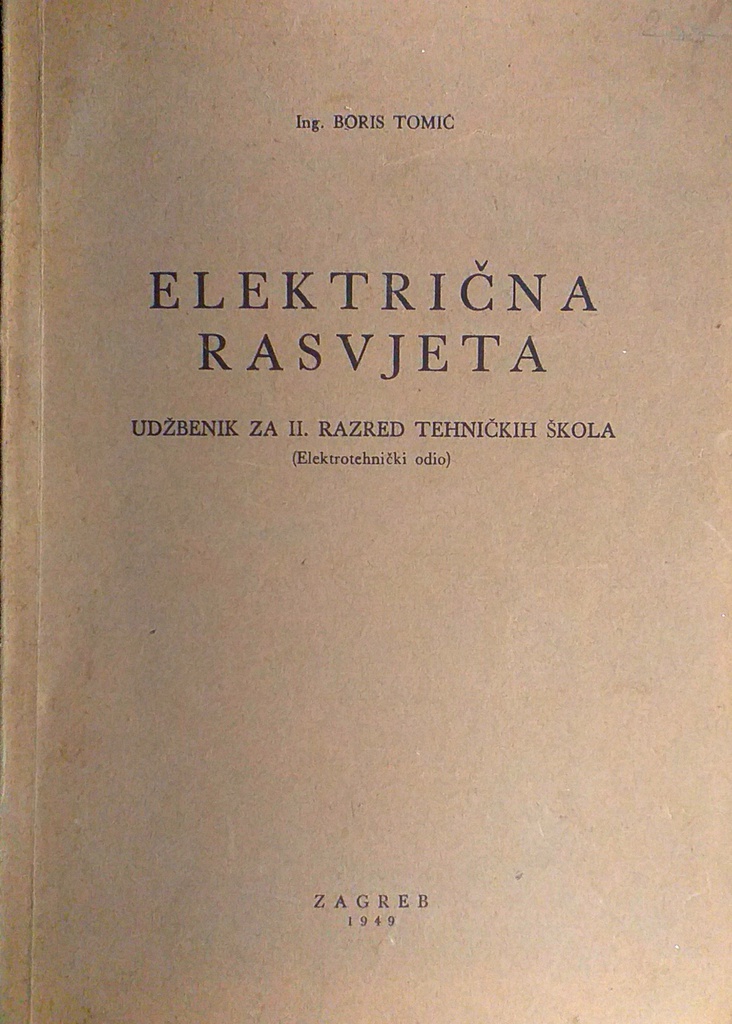 Ing. BORIS TOMIĆ
ELEKTRIČNA
RASVJETA
UDŽBENIK ZA II. RAZRED TEHNIČKIH ŠKOLA
(Elektrotehnički odio)
ZAGREB
1949